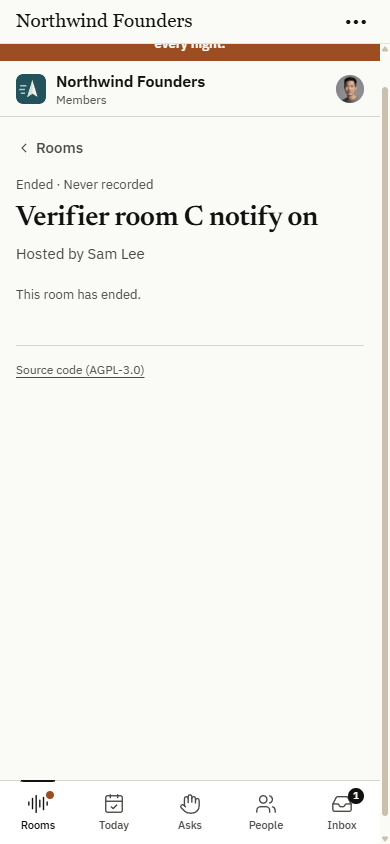 Northwind Founders
every night.
Northwind Founders
Members
Rooms
Ended · Never recorded
Verifier room C notify on
Hosted by Sam Lee
This room has ended.
Source code (AGPL-3.0)
Rooms
Today
Asks
People
1
Inbox